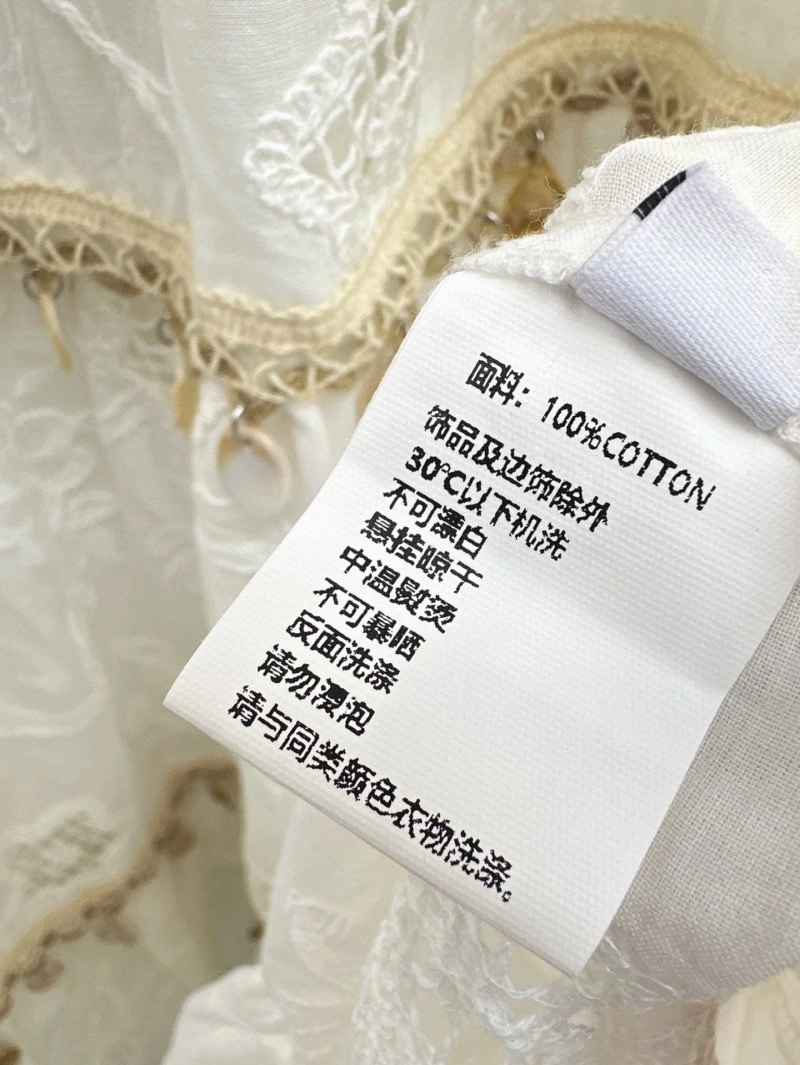 面料：100%COTTON
饰品及边饰除外
30°C以下机洗
不可漂白
悬挂晾干
中温熨烫
不可暴晒
反面洗涤
请勿浸泡
请与同类颜色衣物洗涤。